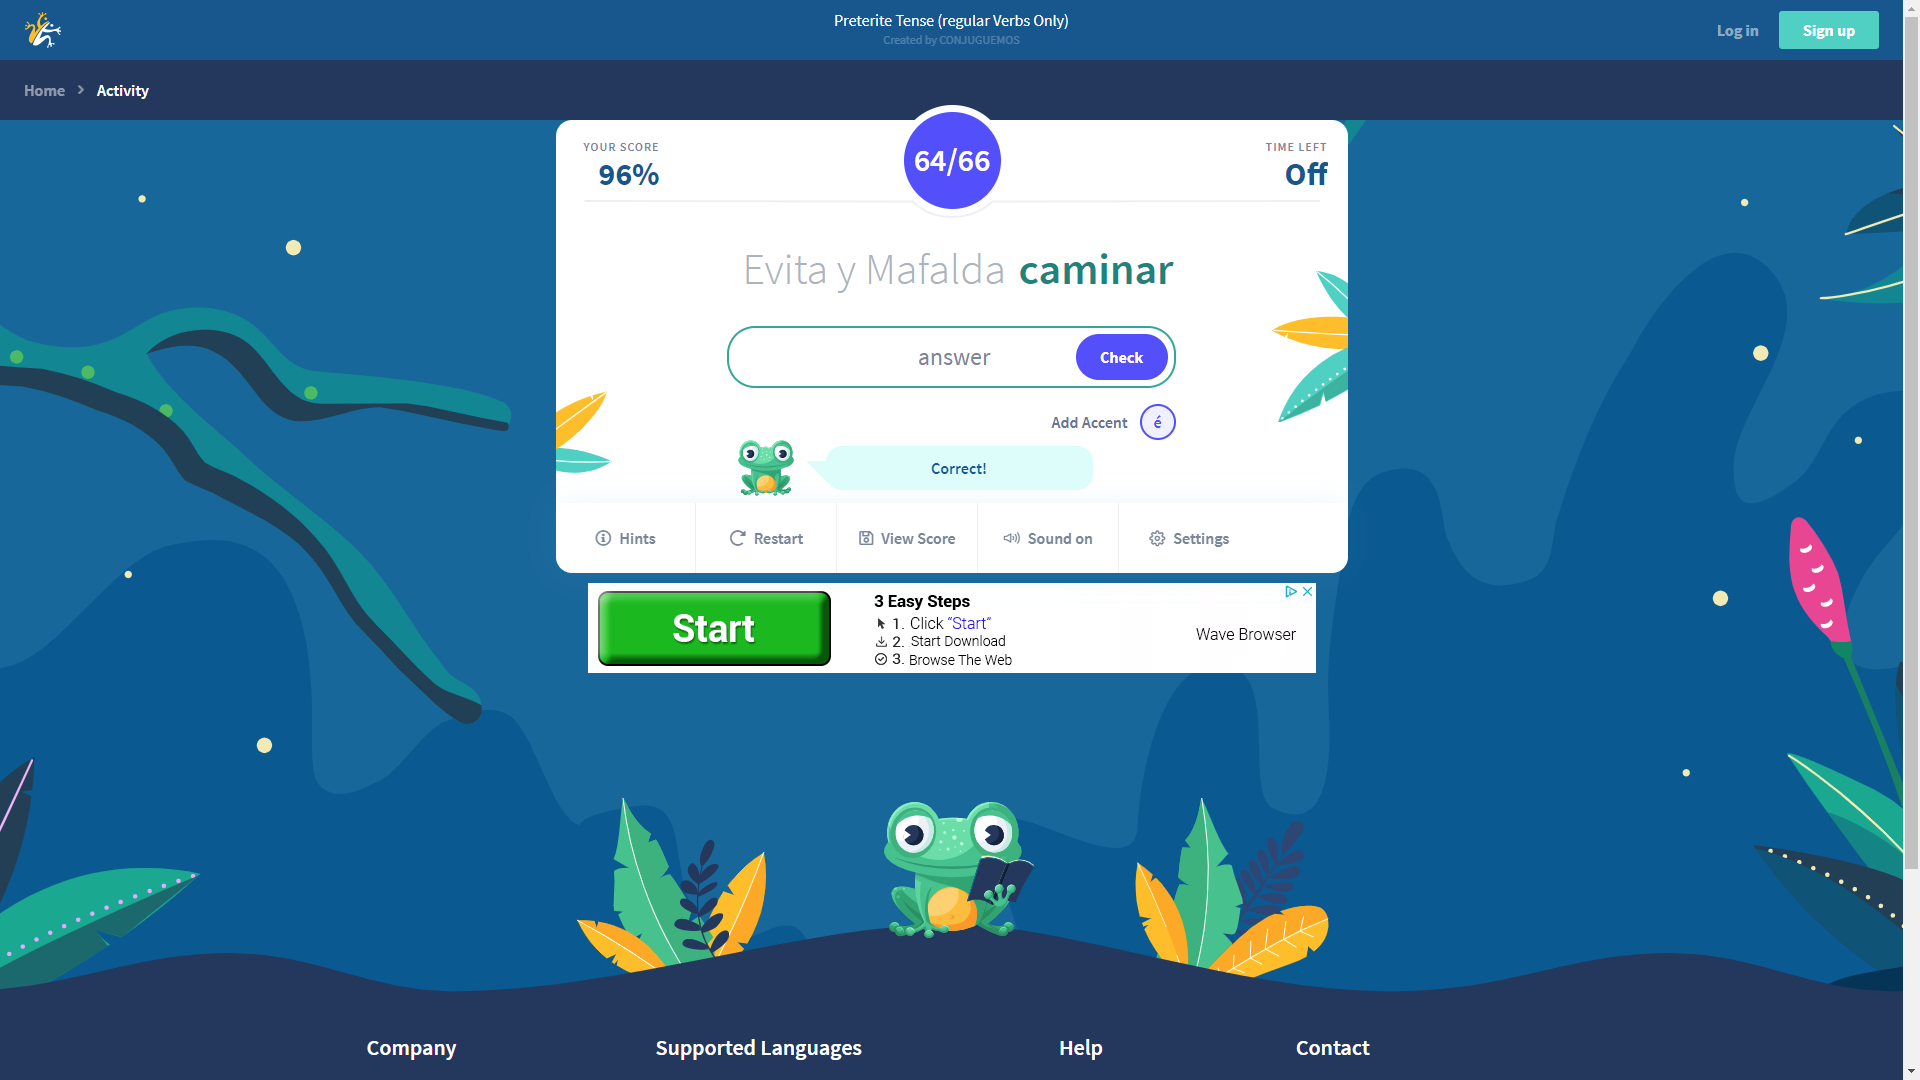 Preterite Tense (regular Verbs Only)
Created by CONJUGUEMOS
Log in
Sign up
Home
Activity
YOUR SCORE
96%
64/66
TIME LEFT
Off
Evita y Mafalda caminar
answer
Check
Add Accent
é
Correct!
Hints
Restart
View Score
Sound on
Settings
Start
3 Easy Steps
1. Click “Start”
2. Start Download
3. Browse The Web
Wave Browser
Company
Supported Languages
Help
Contact